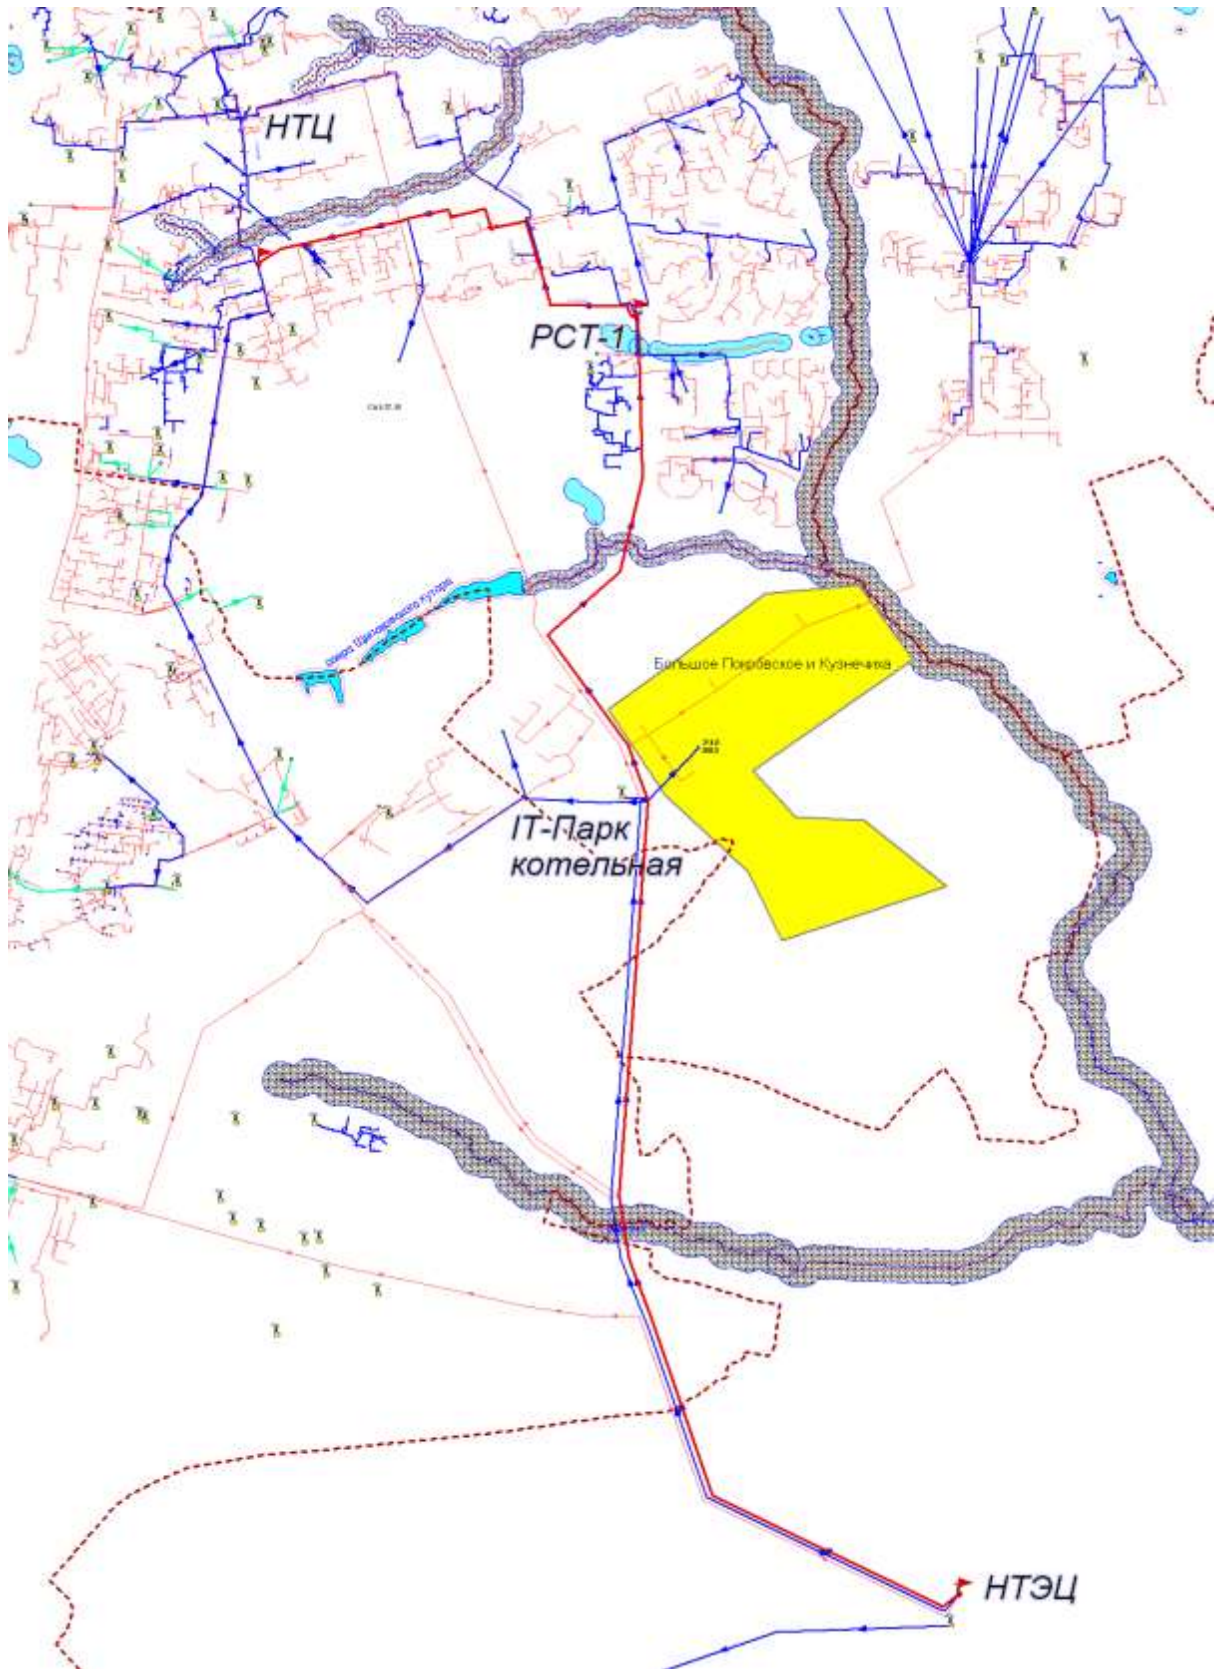 НТЦ
РСТ-1
Большое Покровское и Кузнечиха
IT-Парк
котельная
НТЭЦ